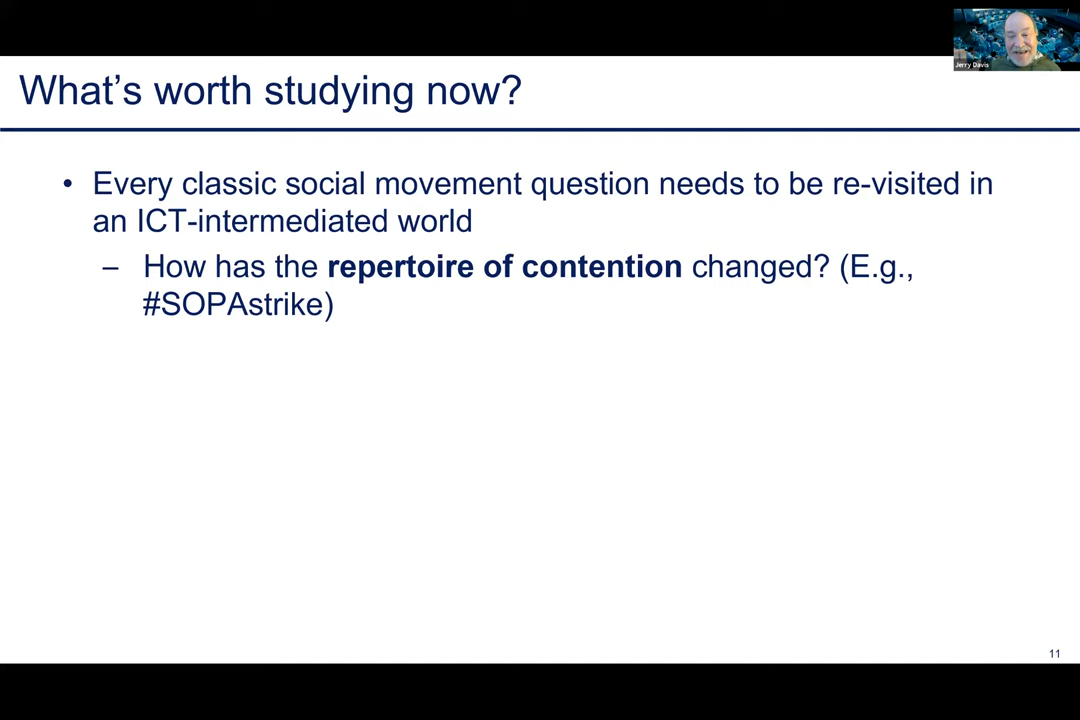 Jerry Davis
What's worth studying now?
• Every classic social movement question needs to be re-visited in
an ICT-intermediated world
– How has the repertoire of contention changed? (E.g.,
#SOPAstrike)
11